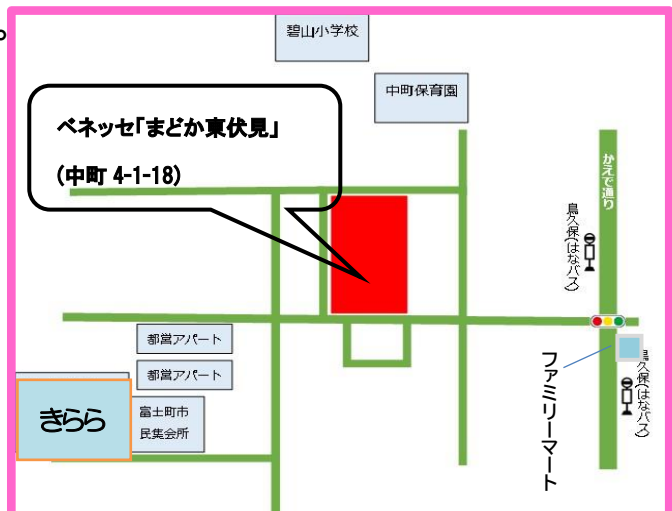 碧山小学校
中町保育園
ベネッセ「まどか東伏見」
(中町 4-1-18)
かえで通り
鳥久保(はなバス)
都営アパート
都営アパート
きらら
富士町市
民集会所
ファミリーマート
鳥久保(はなバス)